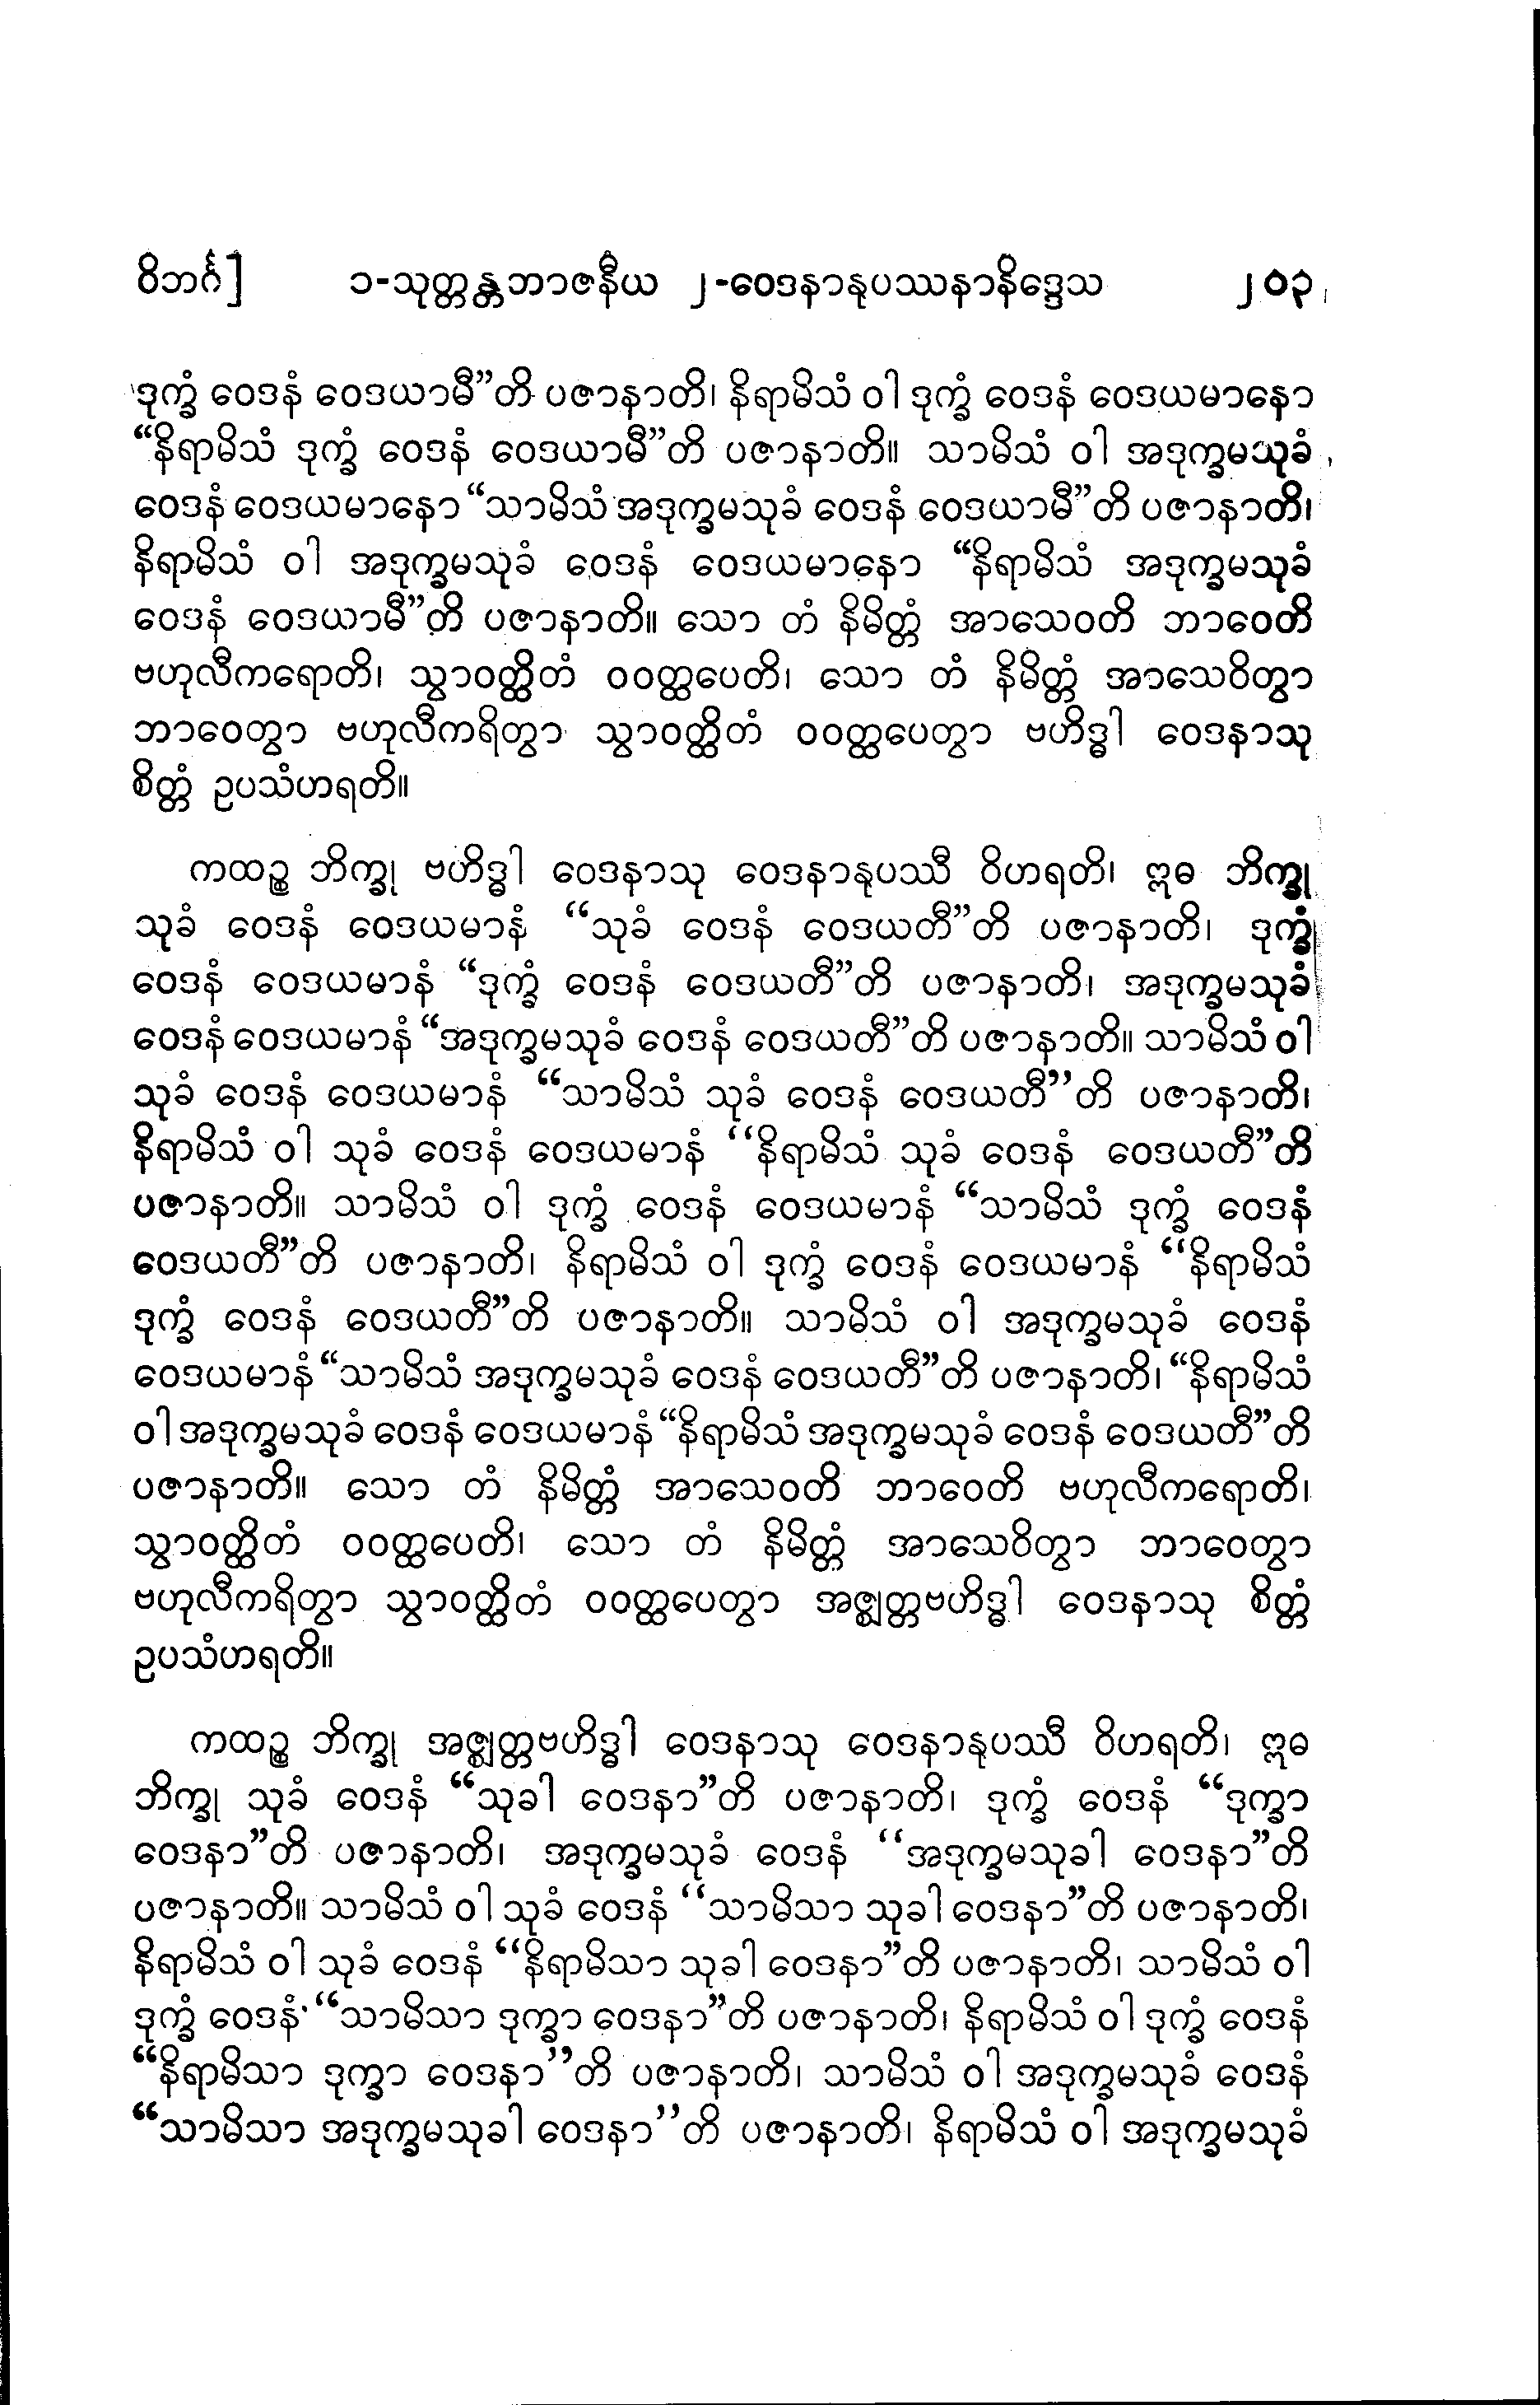 ဝိဘင်္ဂ] ၁-သုတ္တန္တဘာဇနီယ ၂-ဝေဒနာနုပဿနာနိဒ္ဒေသ ၂၀၃
ဒုက္ခံ ဝေဒနံ ဝေဒယာမီ”တိ ပဇာနာတိ၊ နိရာမိသံ ဝါ ဒုက္ခံ ဝေဒနံ ဝေဒယမာနော
“နိရာမိသံ ဒုက္ခံ ဝေဒနံ ဝေဒယာမီ”တိ ပဇာနာတိ။ သာမိသံ ဝါ အဒုက္ခမသုခံ
ဝေဒနံ ဝေဒယမာနော “သာမိသံ အဒုက္ခမသုခံ ဝေဒနံ ဝေဒယာမီ”တိ ပဇာနာတိ၊
နိရာမိသံ ဝါ အဒုက္ခမသုခံ ဝေဒနံ ဝေဒယမာနော “နိရာမိသံ အဒုက္ခမသုခံ
ဝေဒနံ ဝေဒယာမီ”တိ ပဇာနာတိ။ သော တံ နိမိတ္တံ အာသေဝတိ ဘာဝေတိ
ဗဟုလီကရောတိ၊ သွာဝတ္ထိတံ ဝဝတ္ထပေတိ၊ သော တံ နိမိတ္တံ အာသေဝိတွာ
ဘာဝေတွာ ဗဟုလီကရိတွာ သွာဝတ္ထိတံ ဝဝတ္ထပေတွာ ဗဟိဒ္ဓါ ဝေဒနာသု
စိတ္တံ ဥပသံဟရတိ။
ကထဉ္စ ဘိက္ခု ဗဟိဒ္ဓါ ဝေဒနာသု ဝေဒနာနုပဿီ ဝိဟရတိ၊ ဣဓ ဘိက္ခု
သုခံ ဝေဒနံ ဝေဒယမာနံ “သုခံ ဝေဒနံ ဝေဒယတီ”တိ ပဇာနာတိ၊ ဒုက္ခံ
ဝေဒနံ ဝေဒယမာနံ “ဒုက္ခံ ဝေဒနံ ဝေဒယတီ”တိ ပဇာနာတိ၊ အဒုက္ခမသုခံ
ဝေဒနံ ဝေဒယမာနံ “အဒုက္ခမသုခံ ဝေဒနံ ဝေဒယတီ”တိ ပဇာနာတိ။ သာမိသံ ဝါ
သုခံ ဝေဒနံ ဝေဒယမာနံ “သာမိသံ သုခံ ဝေဒနံ ဝေဒယတီ”တိ ပဇာနာတိ၊
နိရာမိသံ ဝါ သုခံ ဝေဒနံ ဝေဒယမာနံ “နိရာမိသံ သုခံ ဝေဒနံ ဝေဒယတီ”တိ
ပဇာနာတိ။ သာမိသံ ဝါ ဒုက္ခံ ဝေဒနံ ဝေဒယမာနံ “သာမိသံ ဒုက္ခံ ဝေဒနံ
ဝေဒယတီ”တိ ပဇာနာတိ၊ နိရာမိသံ ဝါ ဒုက္ခံ ဝေဒနံ ဝေဒယမာနံ “နိရာမိသံ
ဒုက္ခံ ဝေဒနံ ဝေဒယတီ”တိ ပဇာနာတိ။ သာမိသံ ဝါ အဒုက္ခမသုခံ ဝေဒနံ
ဝေဒယမာနံ “သာမိသံ အဒုက္ခမသုခံ ဝေဒနံ ဝေဒယတီ”တိ ပဇာနာတိ၊ “နိရာမိသံ
ဝါ အဒုက္ခမသုခံ ဝေဒနံ ဝေဒယမာနံ “နိရာမိသံ အဒုက္ခမသုခံ ဝေဒနံ ဝေဒယတီ”တိ
ပဇာနာတိ။ သော တံ နိမိတ္တံ အာသေဝတိ ဘာဝေတိ ဗဟုလီကရောတိ၊
သွာဝတ္ထိတံ ဝဝတ္ထပေတိ၊ သော တံ နိမိတ္တံ အာသေဝိတွာ ဘာဝေတွာ
ဗဟုလီကရိတွာ သွာဝတ္ထိတံ ဝဝတ္ထပေတွာ အဇ္ဈတ္တဗဟိဒ္ဓါ ဝေဒနာသု စိတ္တံ
ဥပသံဟရတိ။
ကထဉ္စ ဘိက္ခု အဇ္ဈတ္တဗဟိဒ္ဓါ ဝေဒနာသု ဝေဒနာနုပဿီ ဝိဟရတိ၊ ဣဓ
ဘိက္ခု သုခံ ဝေဒနံ “သုခါ ဝေဒနာ”တိ ပဇာနာတိ၊ ဒုက္ခံ ဝေဒနံ “ဒုက္ခာ
ဝေဒနာ”တိ ပဇာနာတိ၊ အဒုက္ခမသုခံ ဝေဒနံ “အဒုက္ခမသုခါ ဝေဒနာ”တိ
ပဇာနာတိ။ သာမိသံ ဝါ သုခံ ဝေဒနံ “သာမိသာ သုခါ ဝေဒနာ”တိ ပဇာနာတိ၊
နိရာမိသံ ဝါ သုခံ ဝေဒနံ “နိရာမိသာ သုခါ ဝေဒနာ”တိ ပဇာနာတိ၊ သာမိသံ ဝါ
ဒုက္ခံ ဝေဒနံ “သာမိသာ ဒုက္ခာ ဝေဒနာ”တိ ပဇာနာတိ၊ နိရာမိသံ ဝါ ဒုက္ခံ ဝေဒနံ
“နိရာမိသာ ဒုက္ခာ ဝေဒနာ”တိ ပဇာနာတိ၊ သာမိသံ ဝါ အဒုက္ခမသုခံ ဝေဒနံ
“သာမိသာ အဒုက္ခမသုခါ ဝေဒနာ”တိ ပဇာနာတိ၊ နိရာမိသံ ဝါ အဒုက္ခမသုခံ